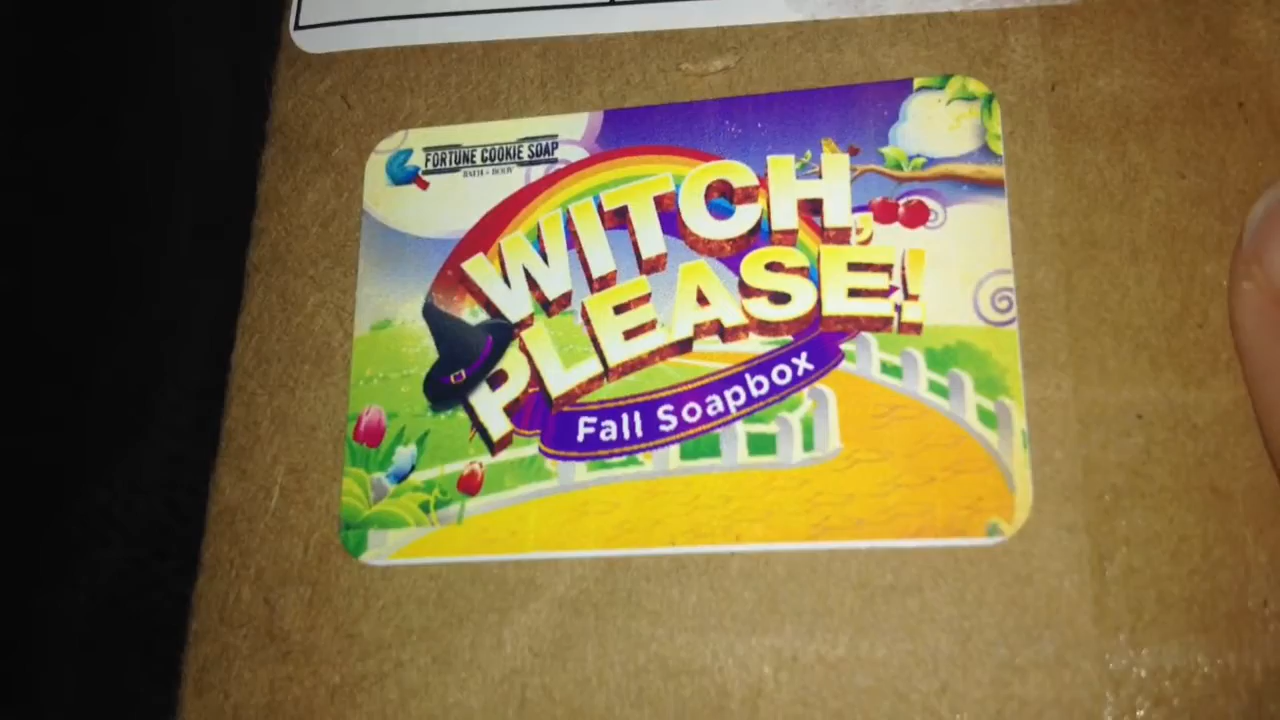 FORTUNE COOKIE SOAP
BATH + BODY
WITCH,
PLEASE!
Fall Soapbox